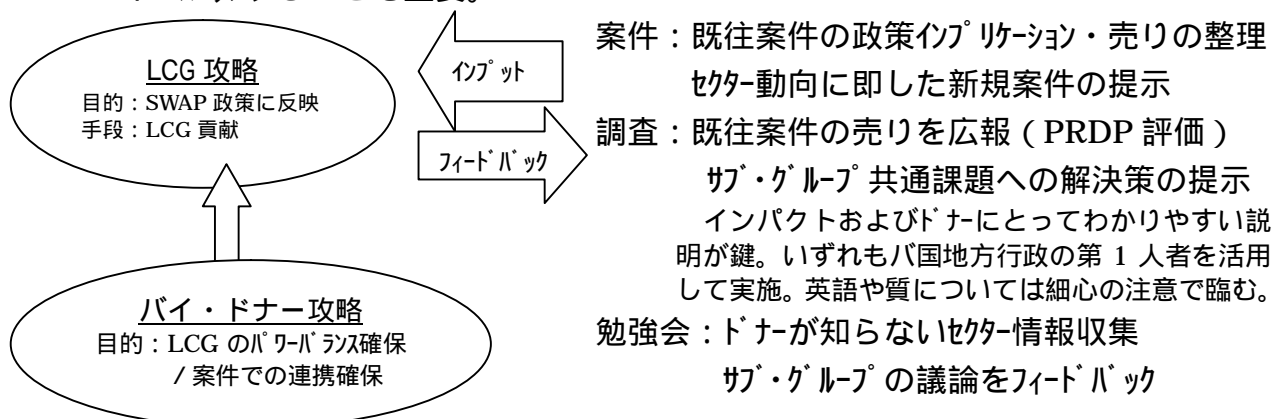 も重要。
LCG 攻略
目的：SWAP 政策に反映
手段：LCG 貢献
ｲﾝﾌﾟｯﾄ
ﾌｨｰﾄﾞﾊﾞｯｸ
バイ・ドナー攻略
目的：LCG のﾊﾟﾜｰﾊﾞﾗﾝｽ確保
/ 案件での連携確保
案件：既往案件の政策ｲﾝﾌﾟﾘｹｰｼｮﾝ・売りの整理
ｾｸﾀｰ動向に即した新規案件の提示
調査：既往案件の売りを広報（PRDP 評価）
ｻﾌﾞ・ｸﾞﾙｰﾌﾟ共通課題への解決策の提示
インパクトおよびﾄﾞﾅｰにとってわかりやすい説
明が鍵。いずれもバ国地方行政の第 1 人者を活用
して実施。英語や質については細心の注意で臨む。
勉強会：ﾄﾞﾅｰが知らないｾｸﾀｰ情報収集
ｻﾌﾞ・ｸﾞﾙｰﾌﾟの議論をﾌｨｰﾄﾞﾊﾞｯｸ